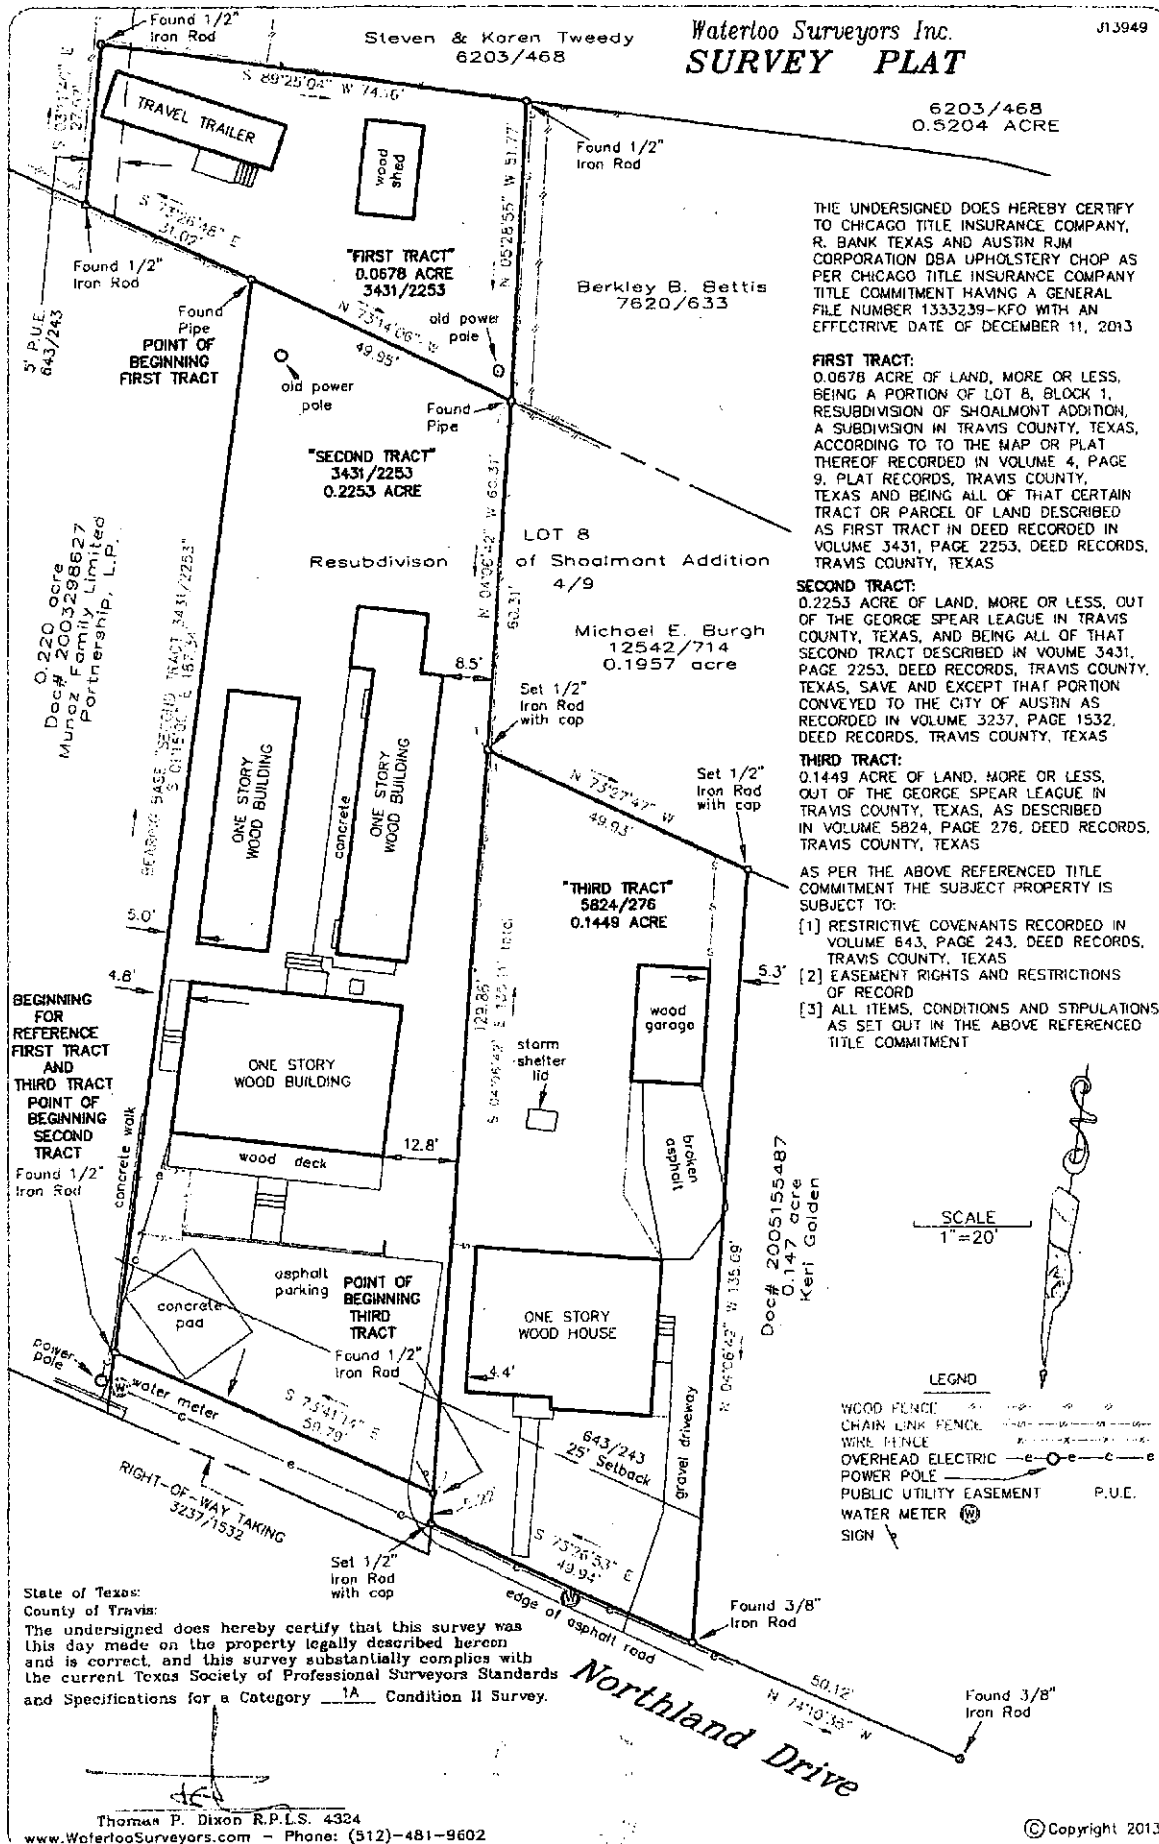 Waterloo Surveyors Inc.
SURVEY PLAT
J13949
6203/468
0.5204 ACRE
Found 1/2"
Iron Rod
Steven & Karen Tweedy
6203/468
S 89°25'04" W 74.16'
TRAVEL TRAILER
wood
shed
Found 1/2"
Iron Rod
N 05°28'55" W 51.77'
S 73°26'48" E
31.02'
Found 1/2"
Iron Rod
5' P.U.E.
643/243
"FIRST TRACT"
0.0678 ACRE
3431/2253
N 73°14'06" W
49.95'
Found
Pipe
POINT OF
BEGINNING
FIRST TRACT
old power
pole
old power
pole
Found
Pipe
Berkley B. Bettis
7620/633
"SECOND TRACT"
3431/2253
0.2253 ACRE
N 04°06'42" W 60.31'
60.31'
LOT 8
Resubdivison of Shoalmont Addition
4/9
Michael E. Burgh
12542/714
0.1957 acre
0.220 acre
Doc# 2003298627
Munoz Family Limited
Partnership, L.P.
BEARING BASE "SECOND TRACT" 3431/2253"
8.5'
Set 1/2"
Iron Rod
with cap
ONE STORY
WOOD BUILDING
concrete
ONE STORY
WOOD BUILDING
N 73°27'47" W
49.93'
Set 1/2"
Iron Rod
with cap
"THIRD TRACT"
5824/276
0.1449 ACRE
5.0'
4.8'
5.3'
129.86'
wood
garage
storm
shelter
lid
broken
asphalt
BEGINNING
FOR
REFERENCE
FIRST TRACT
AND
THIRD TRACT
POINT OF
BEGINNING
SECOND
TRACT
Found 1/2"
Iron Rod
concrete walk
ONE STORY
WOOD BUILDING
wood deck
12.8'
asphalt
parking
concrete
pad
POINT OF
BEGINNING
THIRD
TRACT
Found 1/2"
Iron Rod
ONE STORY
WOOD HOUSE
4.4'
N 04°06'42" W 135.09'
Doc# 2005155487
0.147 acre
Keri Golden
gravel driveway
643/243
25' Setback
power
pole
water meter
S 73°41'14" E
59.79'
RIGHT-OF-WAY TAKING
3237/1532
Set 1/2"
Iron Rod
with cap
S 73°26'53" E
49.94'
edge of asphalt road
Found 3/8"
Iron Rod
50.12'
N 74°10'38" W
Found 3/8"
Iron Rod
Northland Drive
THE UNDERSIGNED DOES HEREBY CERTIFY
TO CHICAGO TITLE INSURANCE COMPANY,
R. BANK TEXAS AND AUSTIN RJM
CORPORATION DBA UPHOLSTERY CHOP AS
PER CHICAGO TITLE INSURANCE COMPANY
TITLE COMMITMENT HAVING A GENERAL
FILE NUMBER 1333239-KFO WITH AN
EFFECTRIVE DATE OF DECEMBER 11, 2013
FIRST TRACT:
0.0678 ACRE OF LAND, MORE OR LESS,
BEING A PORTION OF LOT 8, BLOCK 1,
RESUBDIVISION OF SHOALMONT ADDITION,
A SUBDIVISION IN TRAVIS COUNTY, TEXAS,
ACCORDING TO TO THE MAP OR PLAT
THEREOF RECORDED IN VOLUME 4, PAGE
9, PLAT RECORDS, TRAVIS COUNTY,
TEXAS AND BEING ALL OF THAT CERTAIN
TRACT OR PARCEL OF LAND DESCRIBED
AS FIRST TRACT IN DEED RECORDED IN
VOLUME 3431, PAGE 2253, DEED RECORDS,
TRAVIS COUNTY, TEXAS
SECOND TRACT:
0.2253 ACRE OF LAND, MORE OR LESS, OUT
OF THE GEORGE SPEAR LEAGUE IN TRAVIS
COUNTY, TEXAS, AND BEING ALL OF THAT
SECOND TRACT DESCRIBED IN VOUME 3431,
PAGE 2253, DEED RECORDS, TRAVIS COUNTY,
TEXAS, SAVE AND EXCEPT THAT PORTION
CONVEYED TO THE CITY OF AUSTIN AS
RECORDED IN VOLUME 3237, PAGE 1532,
DEED RECORDS, TRAVIS COUNTY, TEXAS
THIRD TRACT:
0.1449 ACRE OF LAND, MORE OR LESS,
OUT OF THE GEORGE SPEAR LEAGUE IN
TRAVIS COUNTY, TEXAS, AS DESCRIBED
IN VOLUME 5824, PAGE 276, DEED RECORDS,
TRAVIS COUNTY, TEXAS
AS PER THE ABOVE REFERENCED TITLE
COMMITMENT THE SUBJECT PROPERTY IS
SUBJECT TO:
[1] RESTRICTIVE COVENANTS RECORDED IN
VOLUME 643, PAGE 243, DEED RECORDS,
TRAVIS COUNTY, TEXAS
[2] EASEMENT RIGHTS AND RESTRICTIONS
OF RECORD
[3] ALL ITEMS, CONDITIONS AND STIPULATIONS
AS SET OUT IN THE ABOVE REFERENCED
TITLE COMMITMENT
SCALE
1"=20'
LEGND
WOOD FENCE
CHAIN LINK FENCE
WIRE FENCE
OVERHEAD ELECTRIC
POWER POLE
PUBLIC UTILITY EASEMENT P.U.E.
WATER METER W
SIGN
State of Texas:
County of Travis:
The undersigned does hereby certify that this survey was
this day made on the property legally described hereon
and is correct, and this survey substantially complies with
the current Texas Society of Professional Surveyors Standards
and Specifications for a Category 1A Condition II Survey.
Thomas P. Dixon R.P.L.S. 4324
www.WaterlooSurveyors.com - Phone: (512)-481-9602
© Copyright 2013